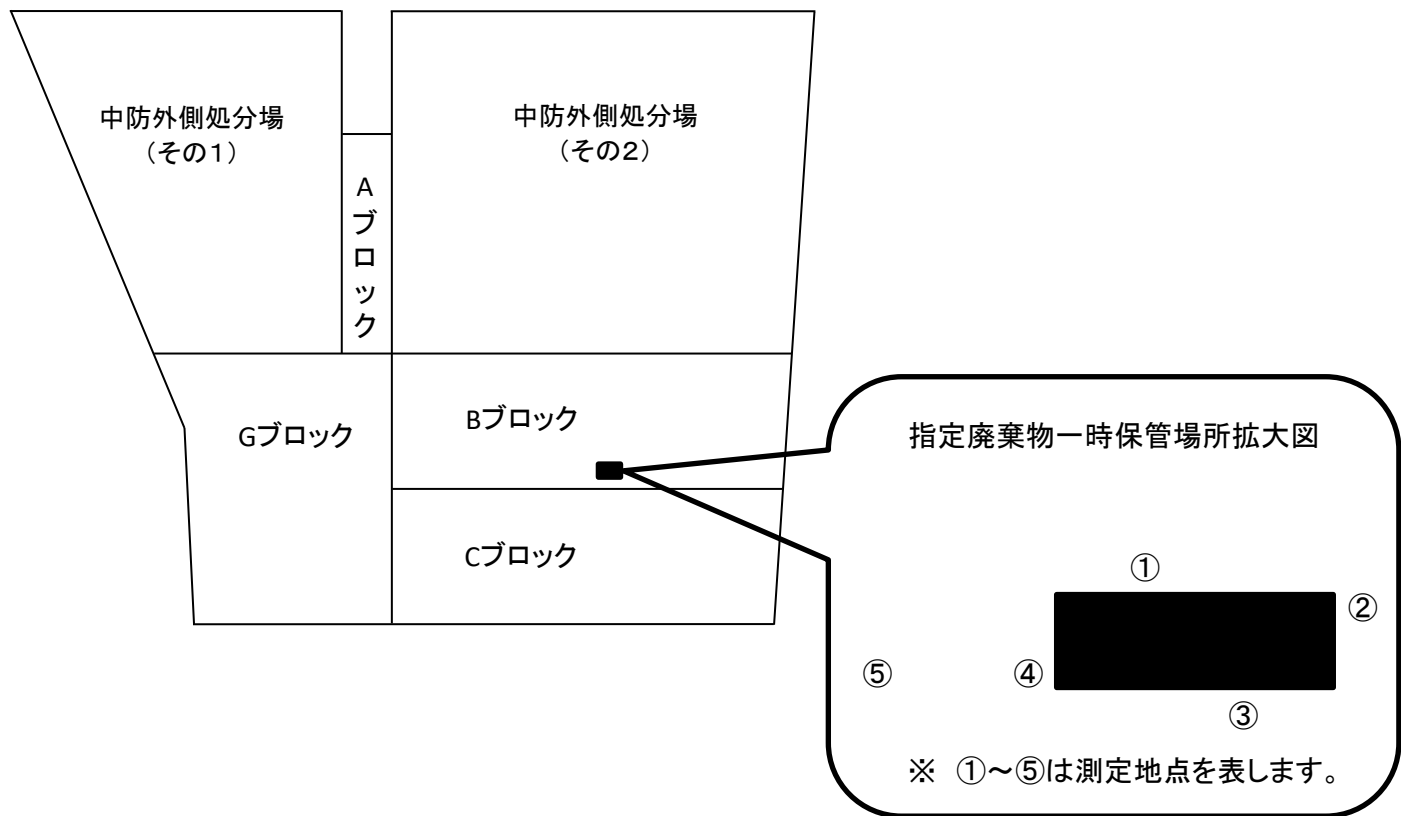 中防外側処分場
（その１）
中防外側処分場
（その２）
Aブロック
Gブロック
Bブロック
Cブロック
指定廃棄物一時保管場所拡大図
①
②
③
④
⑤
※　①～⑤は測定地点を表します。